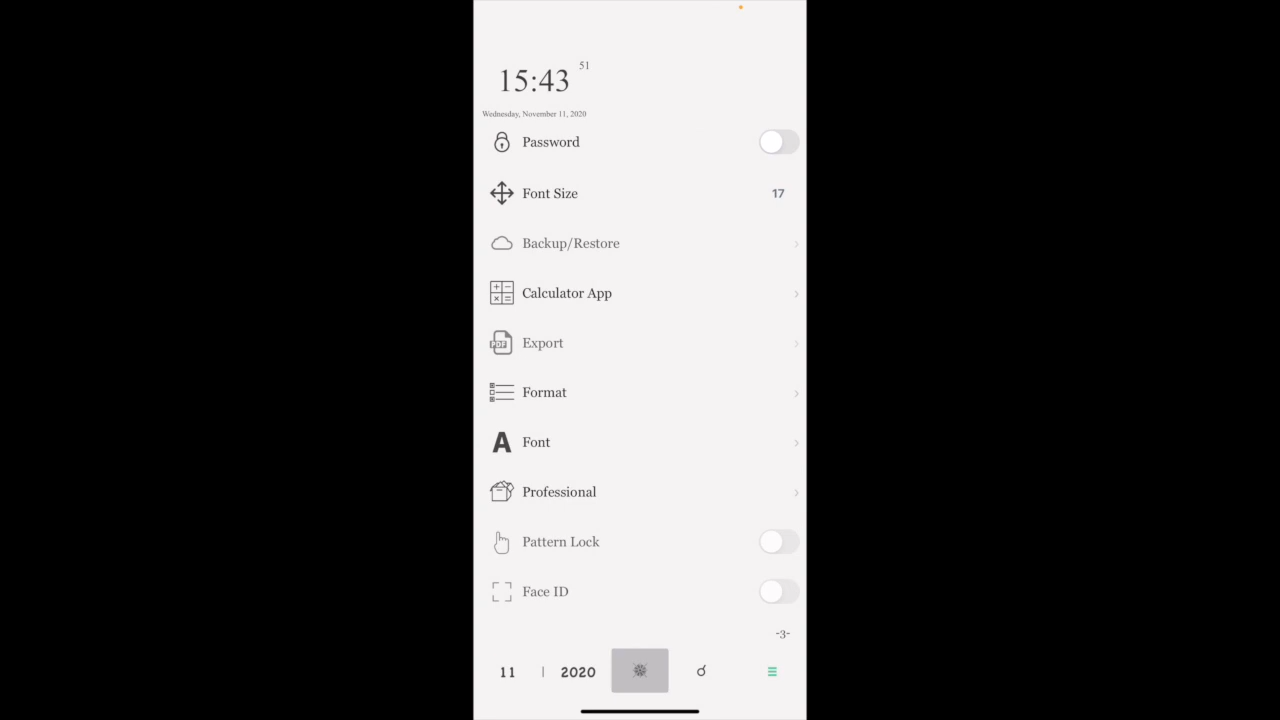 15:43 51
Wednesday, November 11, 2020
Password
Font Size 17
Backup/Restore
Calculator App
PDF Export
Format
A Font
Professional
Pattern Lock
Face ID
-3-
11 | 2020